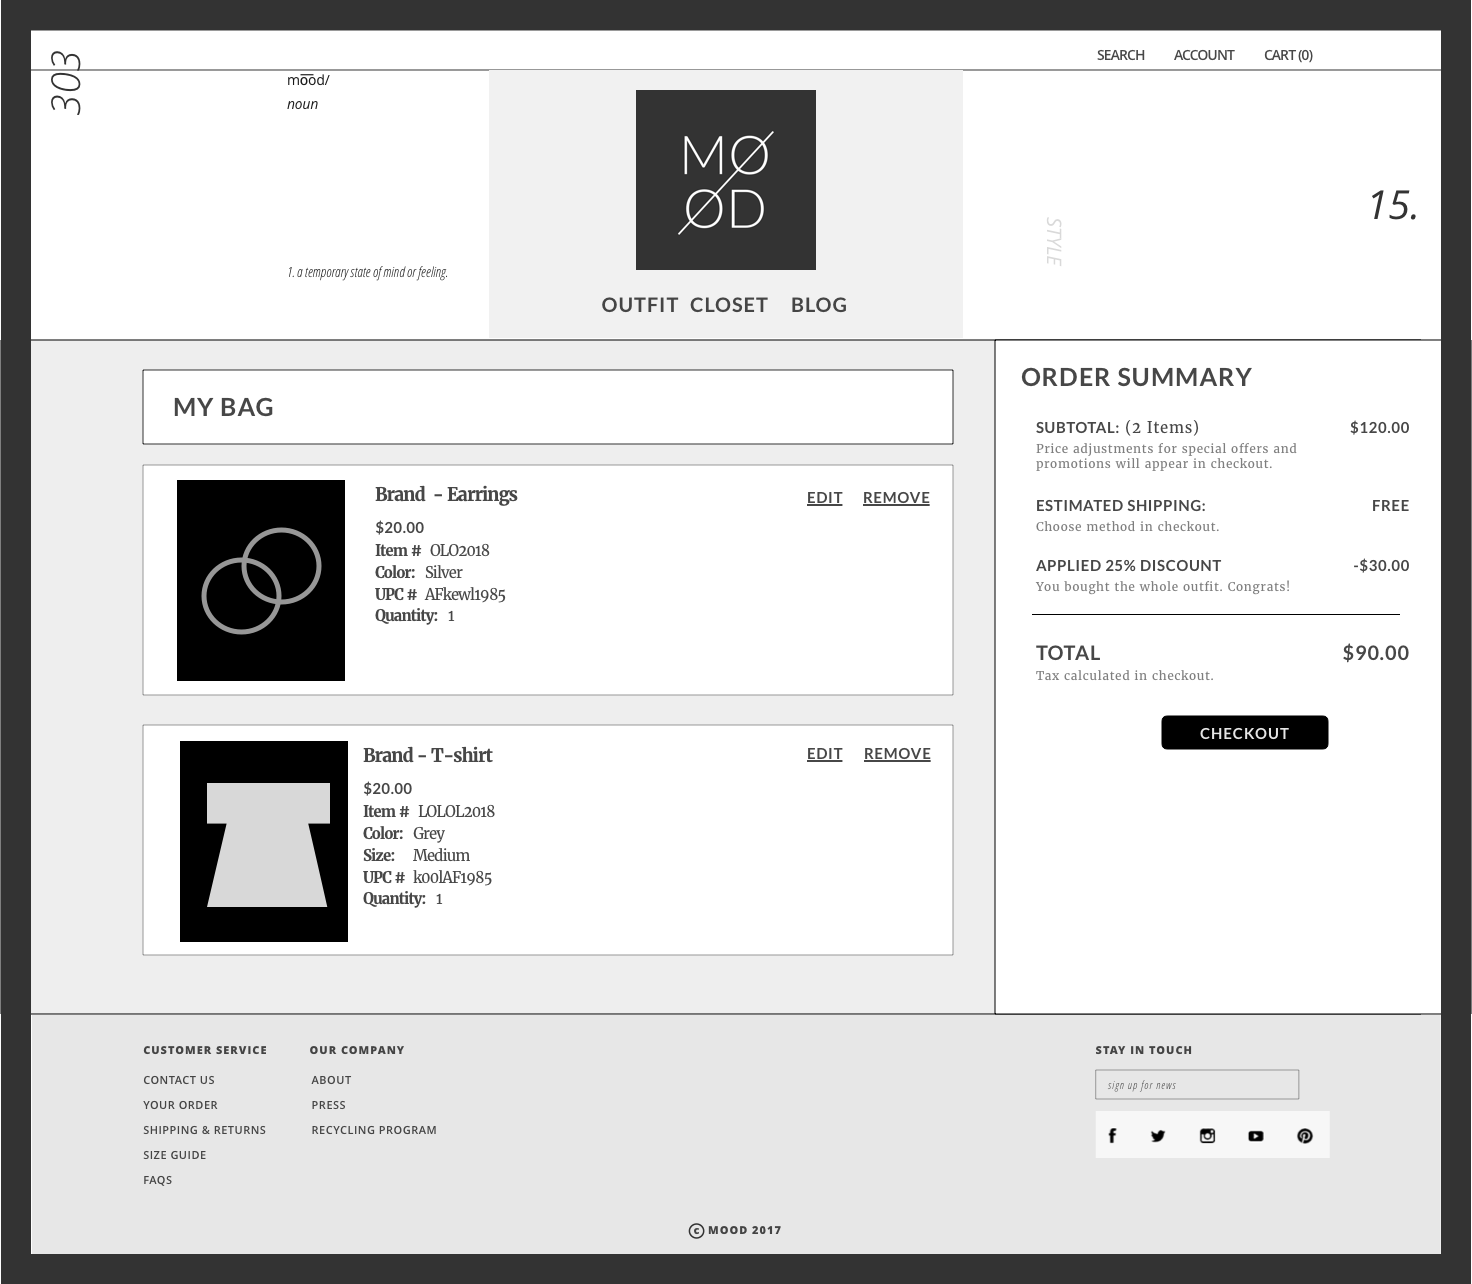 303
SEARCH ACCOUNT CART (0)
mo͞od/
noun
MØ
ØD
15.
STYLE
1. a temporary state of mind or feeling.
OUTFIT CLOSET BLOG
MY BAG
Brand - Earrings
EDIT REMOVE
$20.00
Item # OLO2018
Color: Silver
UPC # AFkewl1985
Quantity: 1
Brand - T-shirt
EDIT REMOVE
$20.00
Item # LOLOL2018
Color: Grey
Size: Medium
UPC # koolAF1985
Quantity: 1
ORDER SUMMARY
SUBTOTAL: (2 Items) $120.00
Price adjustments for special offers and
promotions will appear in checkout.
ESTIMATED SHIPPING: FREE
Choose method in checkout.
APPLIED 25% DISCOUNT -$30.00
You bought the whole outfit. Congrats!
TOTAL $90.00
Tax calculated in checkout.
CHECKOUT
CUSTOMER SERVICE
CONTACT US
YOUR ORDER
SHIPPING & RETURNS
SIZE GUIDE
FAQS
OUR COMPANY
ABOUT
PRESS
RECYCLING PROGRAM
STAY IN TOUCH
sign up for news
© MOOD 2017